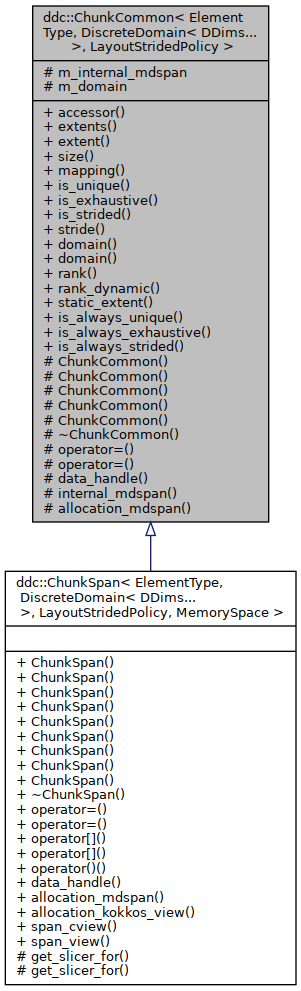 ddc::ChunkCommon< Element
Type, DiscreteDomain< DDims...
>, LayoutStridedPolicy >
# m_internal_mdspan
# m_domain
+ accessor()
+ extents()
+ extent()
+ size()
+ mapping()
+ is_unique()
+ is_exhaustive()
+ is_strided()
+ stride()
+ domain()
+ domain()
+ rank()
+ rank_dynamic()
+ static_extent()
+ is_always_unique()
+ is_always_exhaustive()
+ is_always_strided()
# ChunkCommon()
# ChunkCommon()
# ChunkCommon()
# ChunkCommon()
# ChunkCommon()
# ~ChunkCommon()
# operator=()
# operator=()
# data_handle()
# internal_mdspan()
# allocation_mdspan()
ddc::ChunkSpan< ElementType,
DiscreteDomain< DDims...
>, LayoutStridedPolicy, MemorySpace >
+ ChunkSpan()
+ ChunkSpan()
+ ChunkSpan()
+ ChunkSpan()
+ ChunkSpan()
+ ChunkSpan()
+ ChunkSpan()
+ ChunkSpan()
+ ChunkSpan()
+ ~ChunkSpan()
+ operator=()
+ operator=()
+ operator[]()
+ operator[]()
+ operator()()
+ data_handle()
+ allocation_mdspan()
+ allocation_kokkos_view()
+ span_cview()
+ span_view()
# get_slicer_for()
# get_slicer_for()